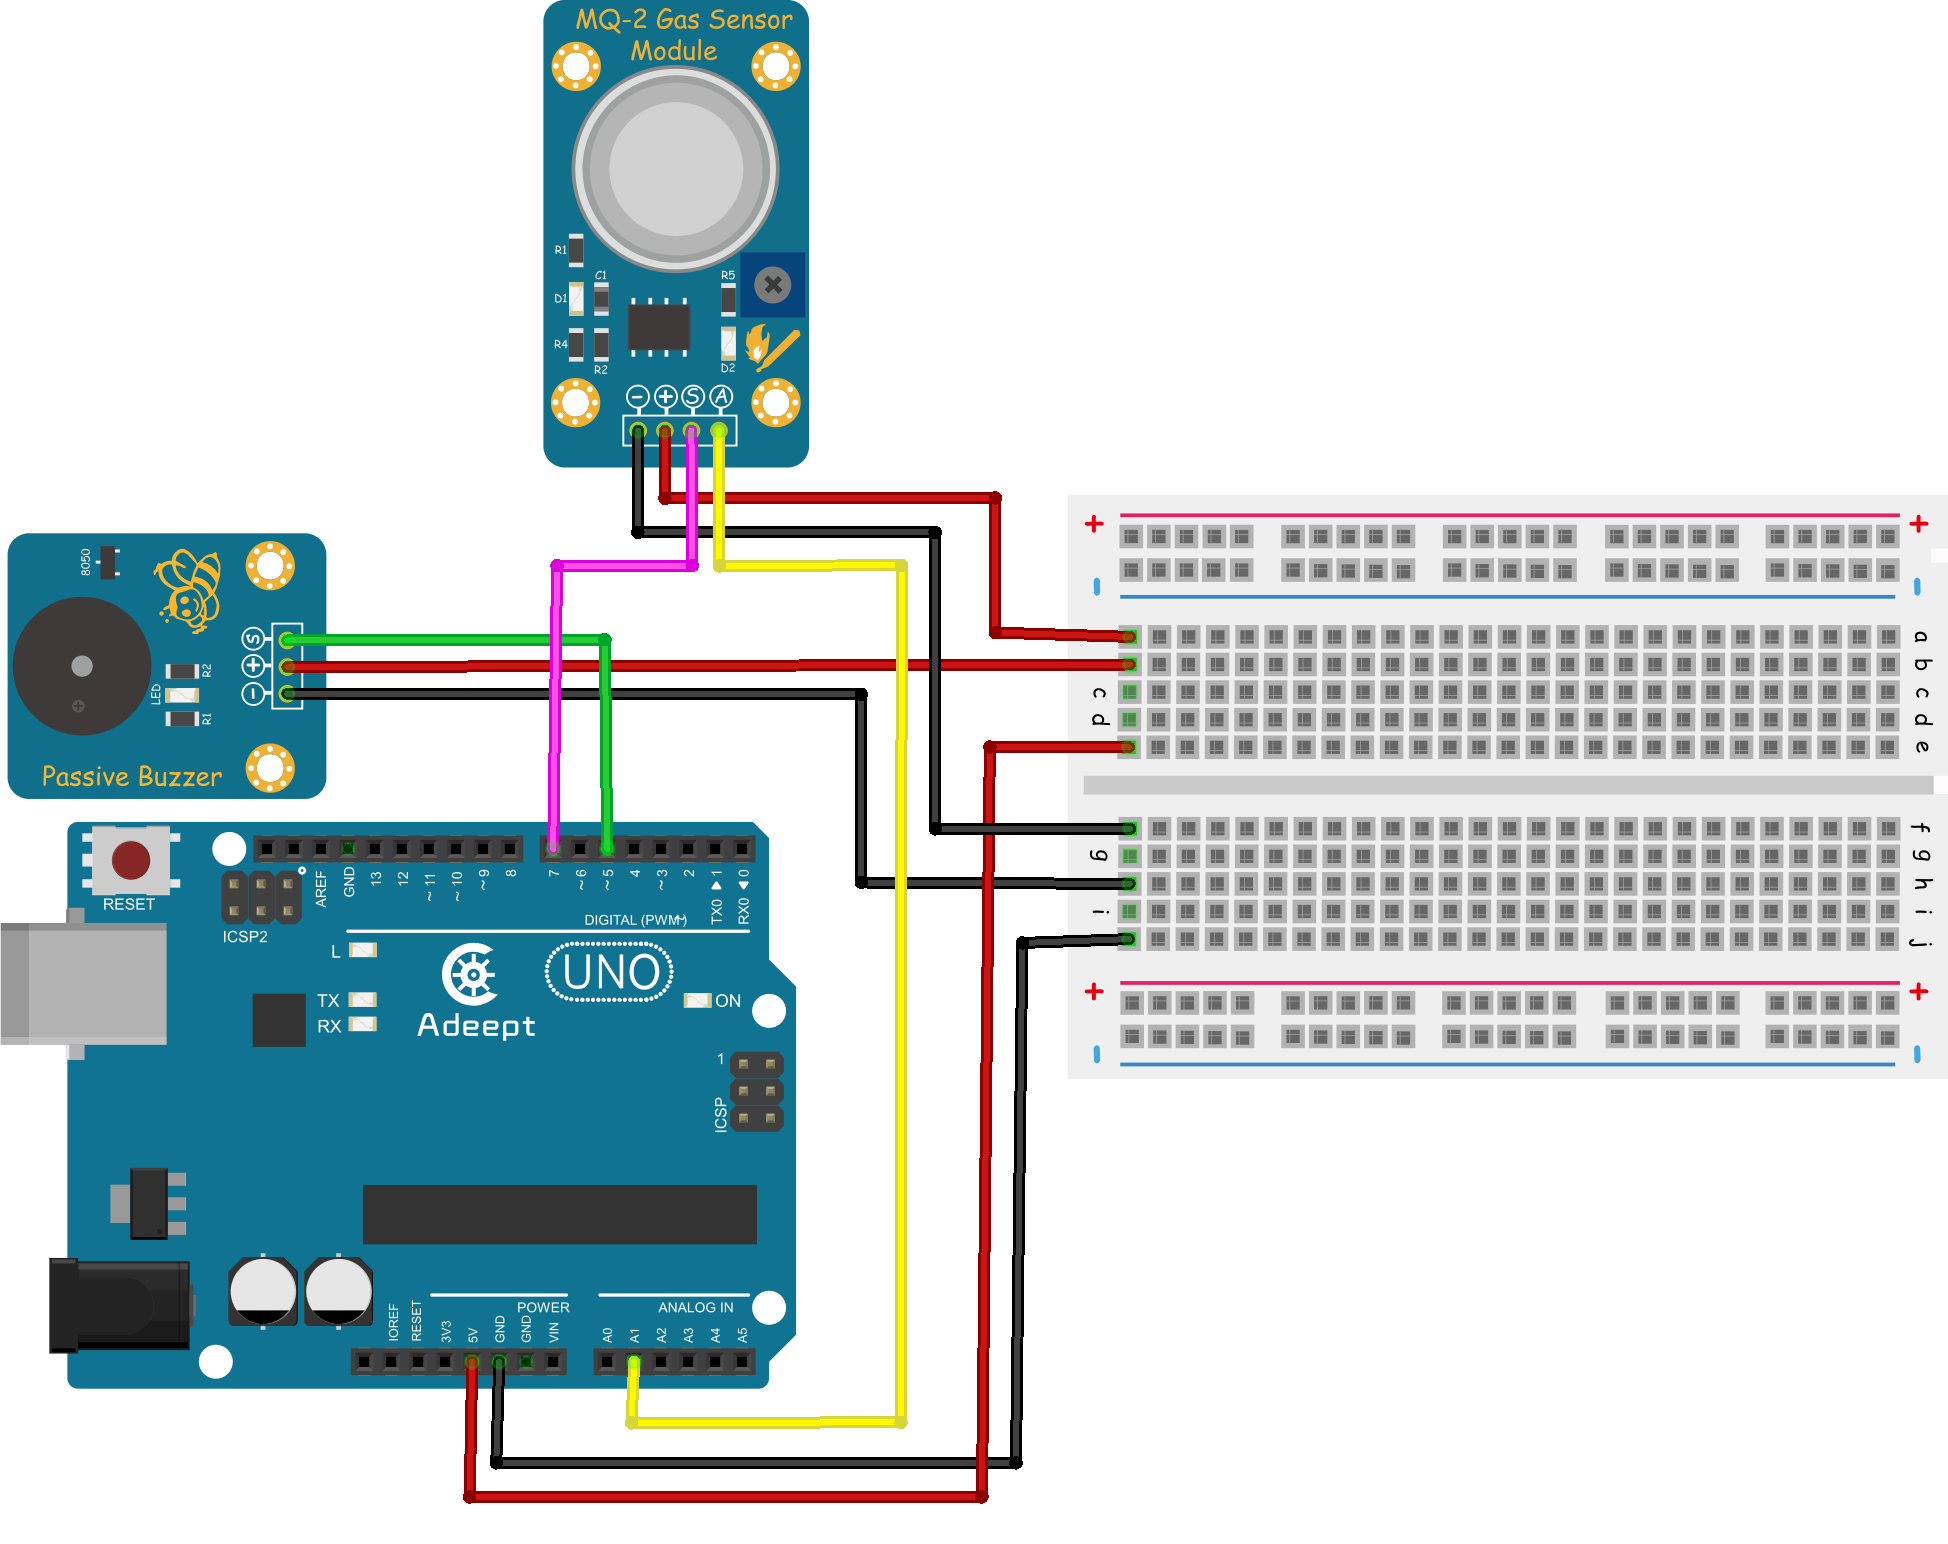 MQ-2 Gas Sensor
Module
R1
C1
R5
D1
R4
R2
D2
- + S A
8050
S
+
-
R2
LED
R1
Passive Buzzer
+ +
- -
a
b
c c
d d
e
f
g g
h
i i
j
+ +
- -
RESET
ICSP2
AREF GND 13 12 ~11 ~10 ~9 8 7 ~6 ~5 4 ~3 2 TX0 1 RX0 0
DIGITAL (PWM~)
L
TX
RX
UNO
ON
Adeept
1
ICSP
POWER
ANALOG IN
IOREF RESET 3V3 5V GND GND VIN A0 A1 A2 A3 A4 A5